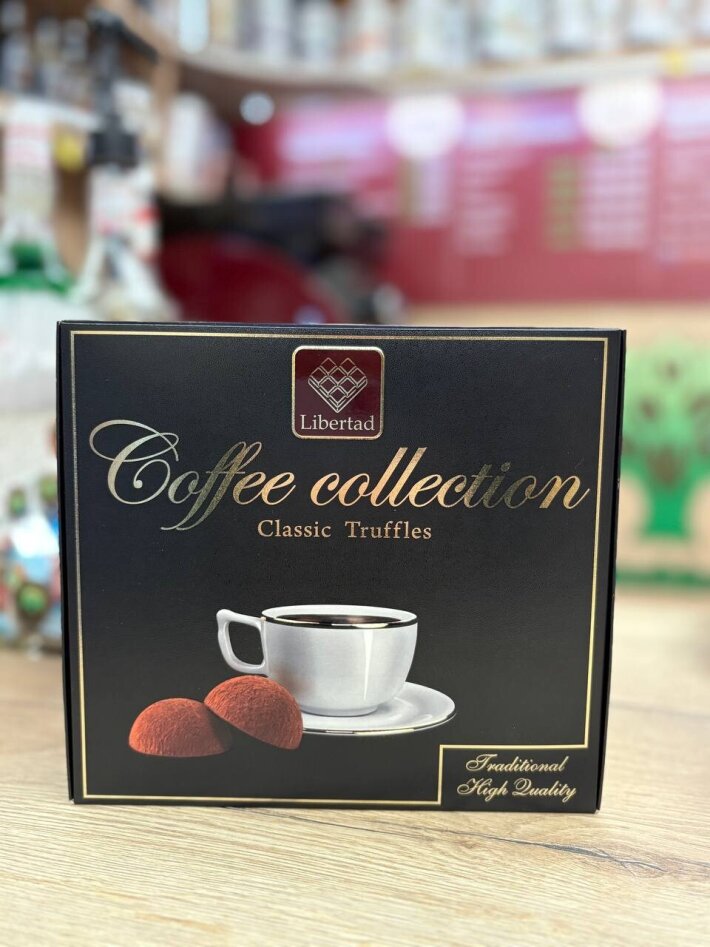 Libertad
Coffee collection
Classic Truffles
Traditional
High Quality